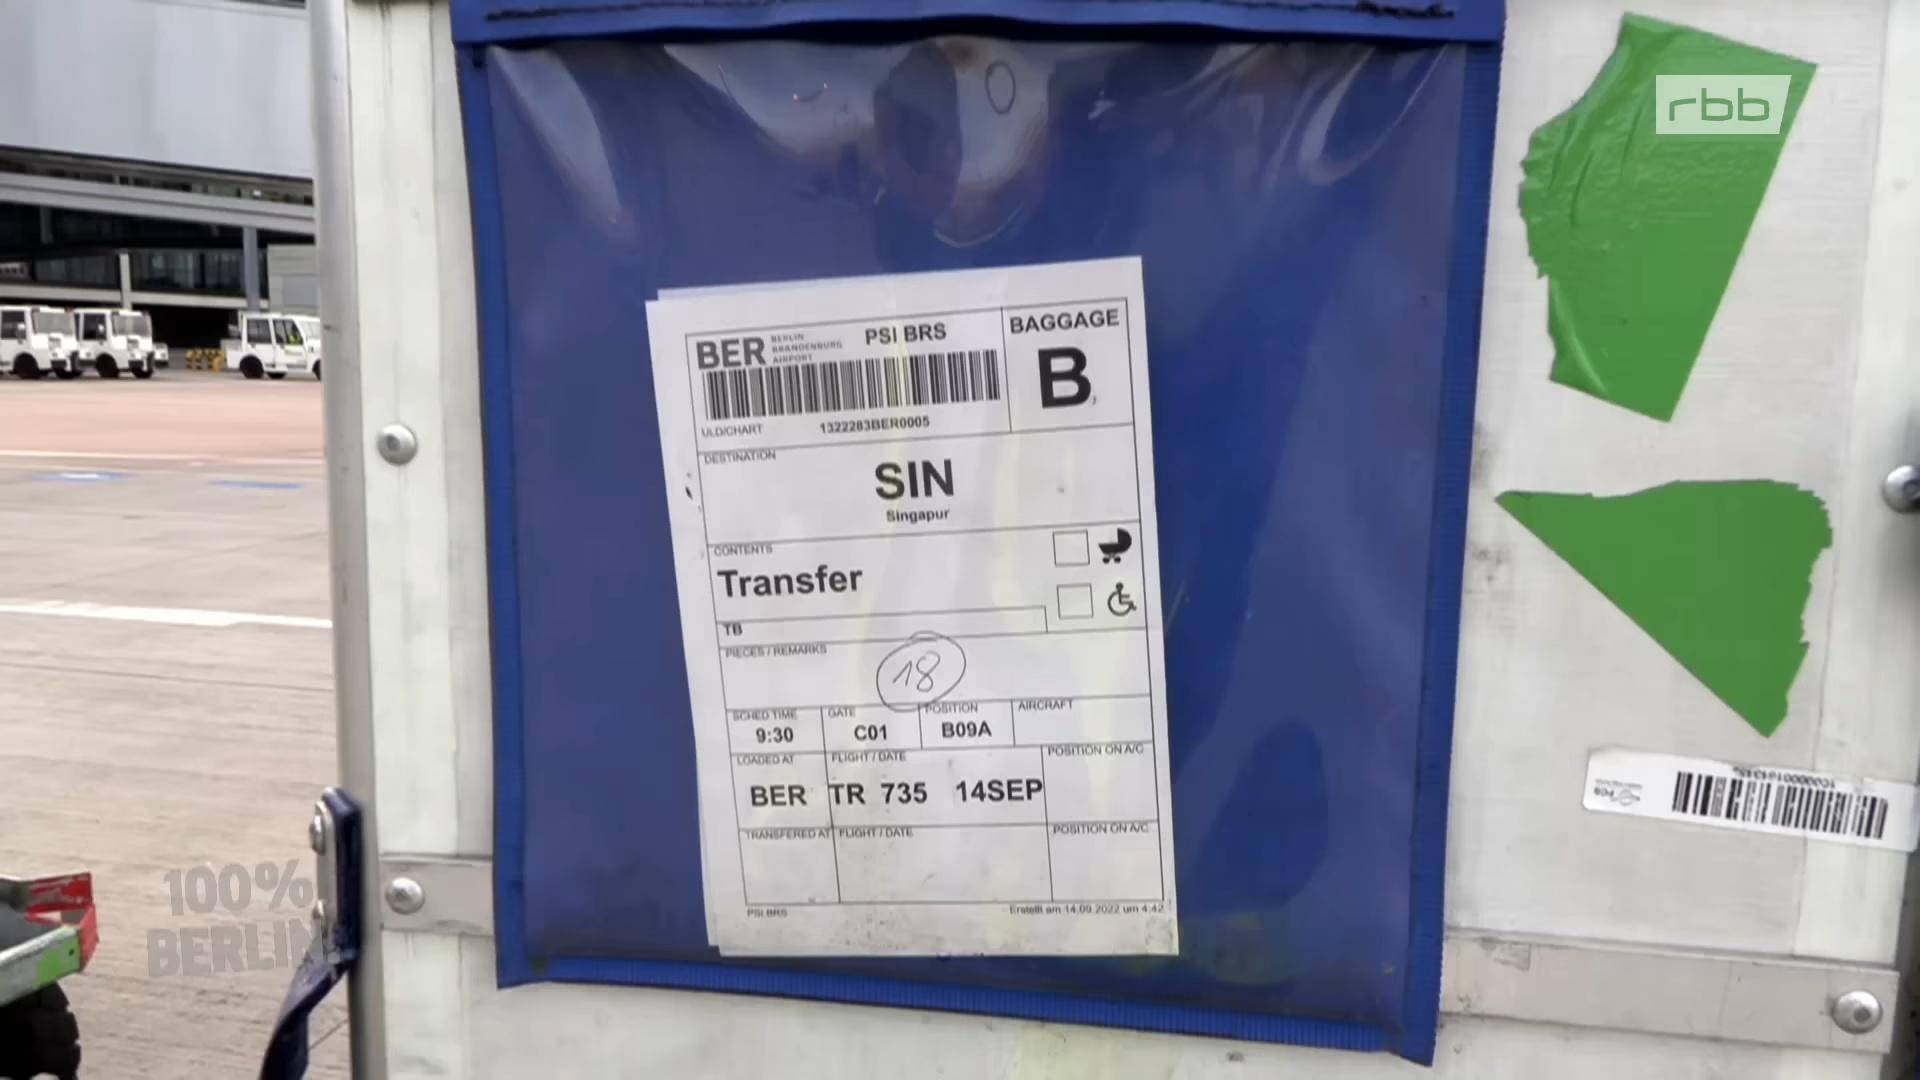 rbb
BER BERLIN BRANDENBURG AIRPORT
PSI BRS
BAGGAGE
B
ULD/CHART 1322283BER0005
DESTINATION
SIN
Singapur
CONTENTS
Transfer
TB
PIECES / REMARKS
18
SCHED TIME GATE POSITION AIRCRAFT
9:30 C01 B09A
LOADED AT FLIGHT / DATE POSITION ON A/C
BER TR 735 14SEP
TRANSFERED AT FLIGHT / DATE POSITION ON A/C
PSI BRS Erstellt am 14.09.2022 um 4:42
100%
BERLIN